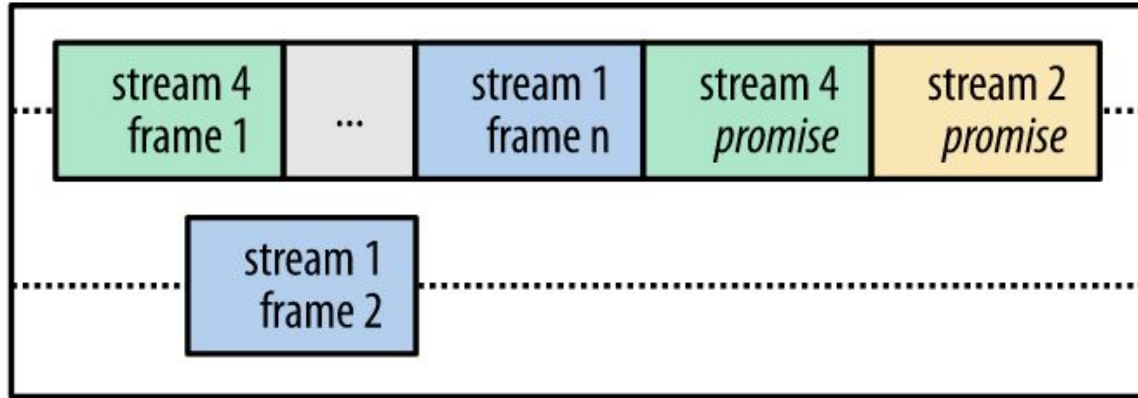 stream 4
frame 1
...
stream 1
frame n
stream 4
promise
stream 2
promise
stream 1
frame 2